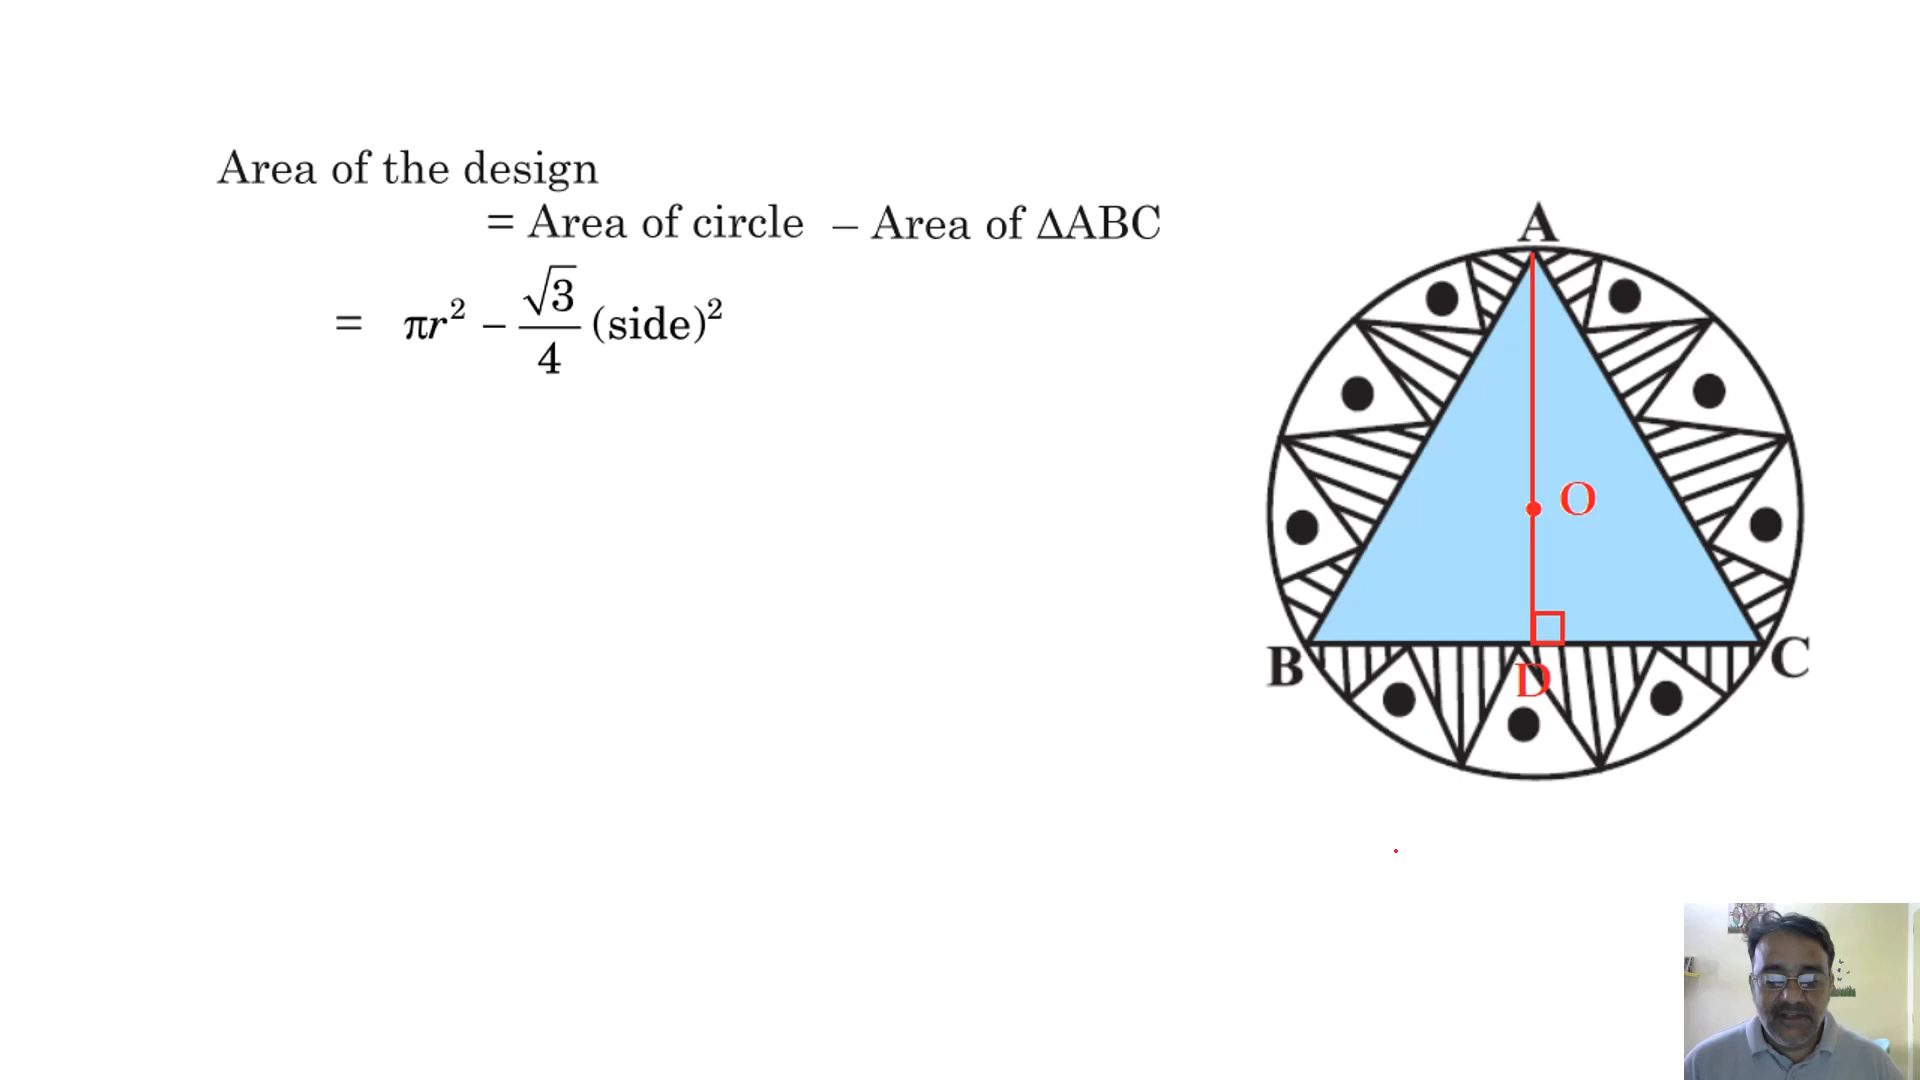 Area of the design
= Area of circle – Area of ΔABC
= πr² – √3/4 (side)²
A
O
B
D
C